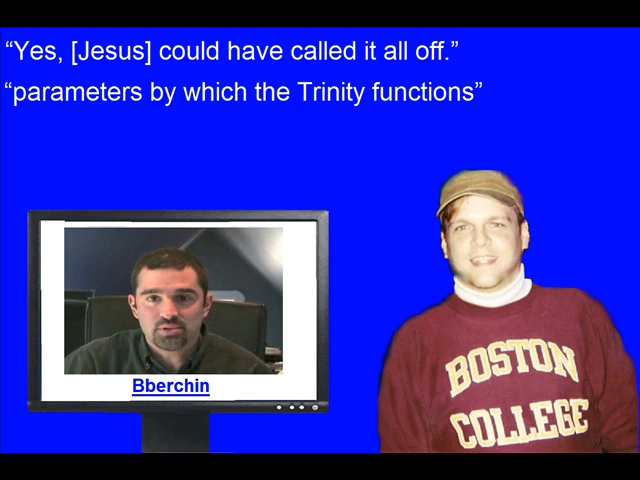 “Yes, [Jesus] could have called it all off.”
“parameters by which the Trinity functions”
Bberchin
BOSTON
COLLEGE